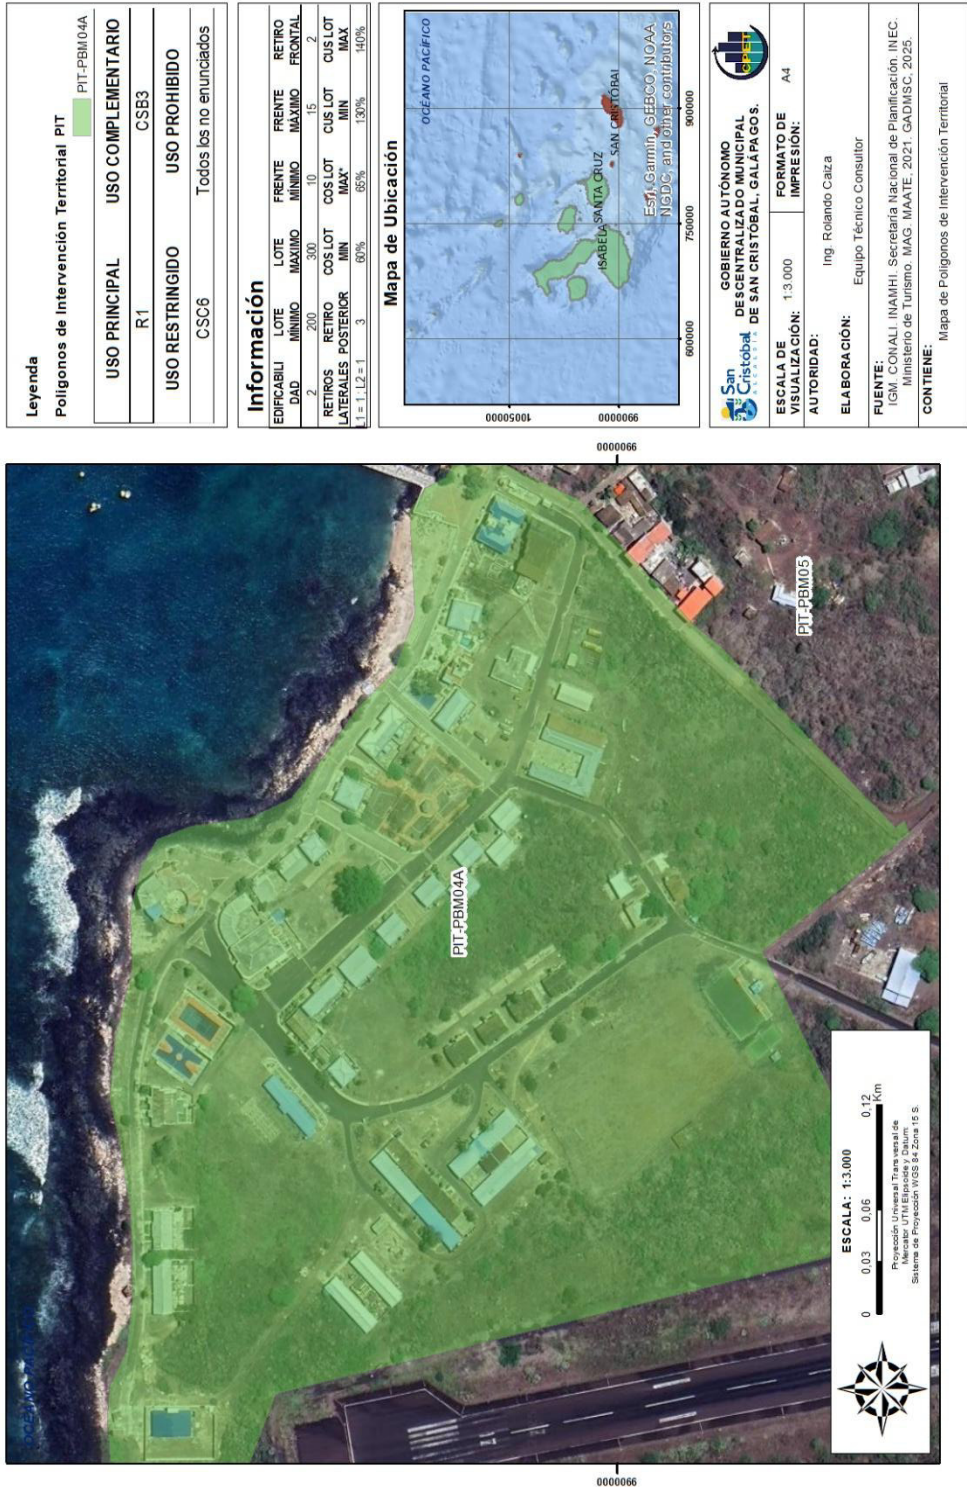 Leyenda
Polígonos de Intervención Territorial PIT
PIT-PBM04A
USO PRINCIPAL USO COMPLEMENTARIO
R1 CSB3
USO RESTRINGIDO USO PROHIBIDO
CSC6 Todos los no enunciados
Información
EDIFICABILI DAD LOTE MÍNIMO LOTE MAXIMO FRENTE MÍNIMO FRENTE MÁXIMO RETIRO FRONTAL
2 200 300 10 15 2
RETIROS LATERALES RETIRO POSTERIOR COS LOT MIN COS LOT MAX* CUS LOT MIN CUS LOT MAX
L1 = 1; L2 = 1 3 60% 65% 130% 140%
Mapa de Ubicación
OCÉANO PACÍFICO
ISABELA
SANTA CRUZ
SAN CRISTÓBAL
Esri, Garmin, GEBCO, NOAA
NGDC, and other contributors
600000 750000 900000
10050000
9900000
San
Cristóbal
ALCALDÍA
GOBIERNO AUTÓNOMO
DESCENTRALIZADO MUNICIPAL
DE SAN CRISTÓBAL, GALÁPAGOS.
CPET
ESCALA DE
VISUALIZACIÓN: 1:3.000
FORMATO DE
IMPRESIÓN: A4
AUTORIDAD:
Ing. Rolando Caiza
ELABORACIÓN:
Equipo Técnico Consultor
FUENTE:
IGM. CONALI. INAMHI. Secretaría Nacional de Planificación. INEC.
Ministerio de Turismo. MAG. MAATE, 2021. GADMSC, 2025.
CONTIENE:
Mapa de Polígonos de Intervención Territorial
9900000
9900000
PIT-PBM04A
PIT-PBM05
ESCALA: 1:3.000
0 0,03 0,06 0,12
Km
Proyección Universal Transversal de
Mercator UTM Elipsoide y Datum:
Sistema de Proyección WGS 84 Zona 15 S.